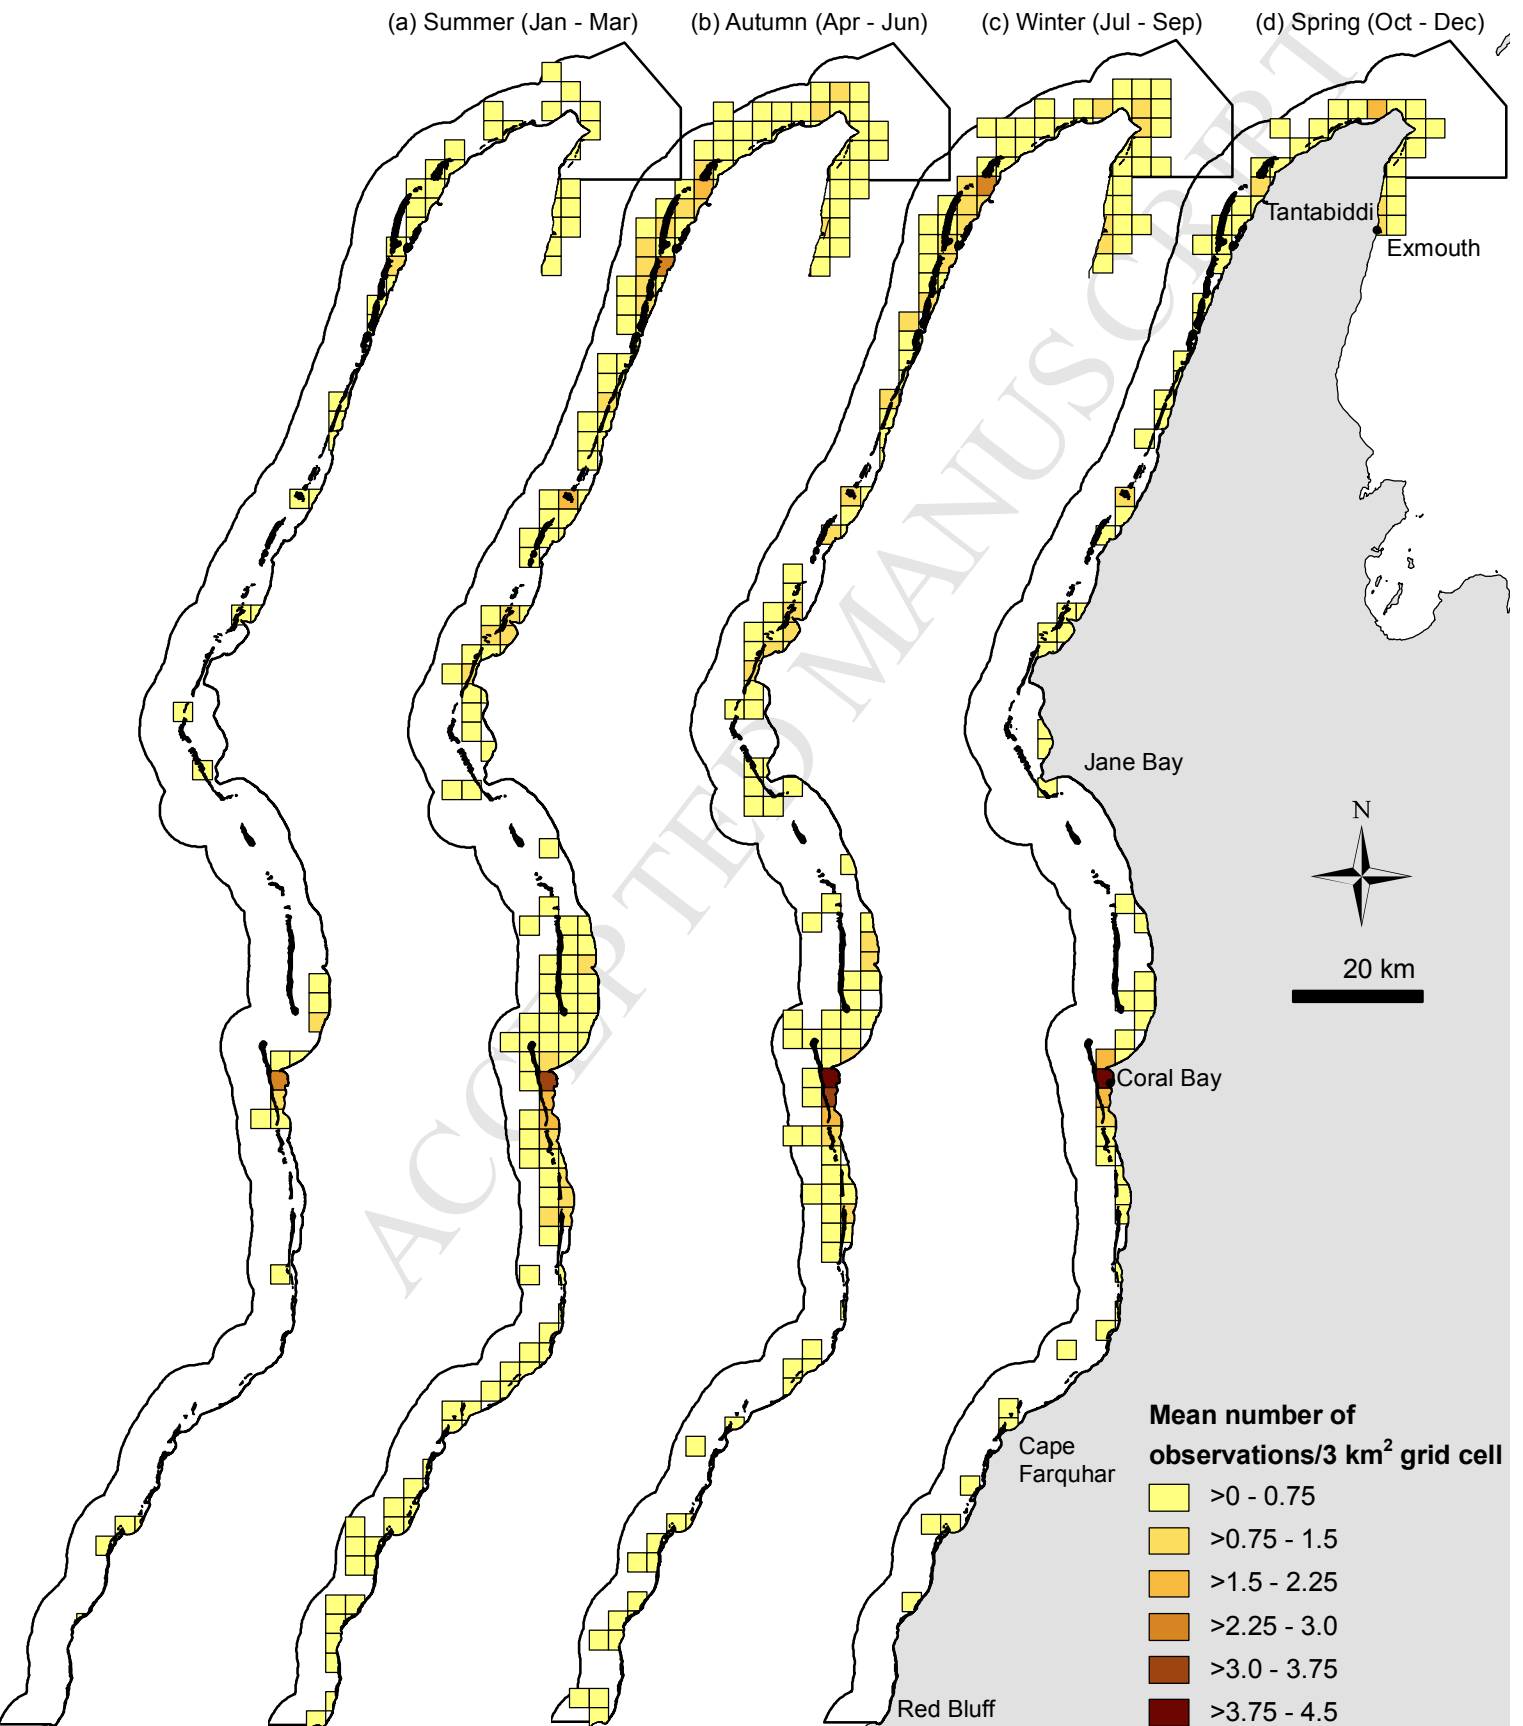 (a) Summer (Jan - Mar)
(b) Autumn (Apr - Jun)
(c) Winter (Jul - Sep)
(d) Spring (Oct - Dec)
Tantabiddi
Exmouth
Jane Bay
N
20 km
Coral Bay
Cape
Farquhar
Red Bluff
Mean number of
observations/3 km² grid cell
>0 - 0.75
>0.75 - 1.5
>1.5 - 2.25
>2.25 - 3.0
>3.0 - 3.75
>3.75 - 4.5
ACCEPTED MANUSCRIPT